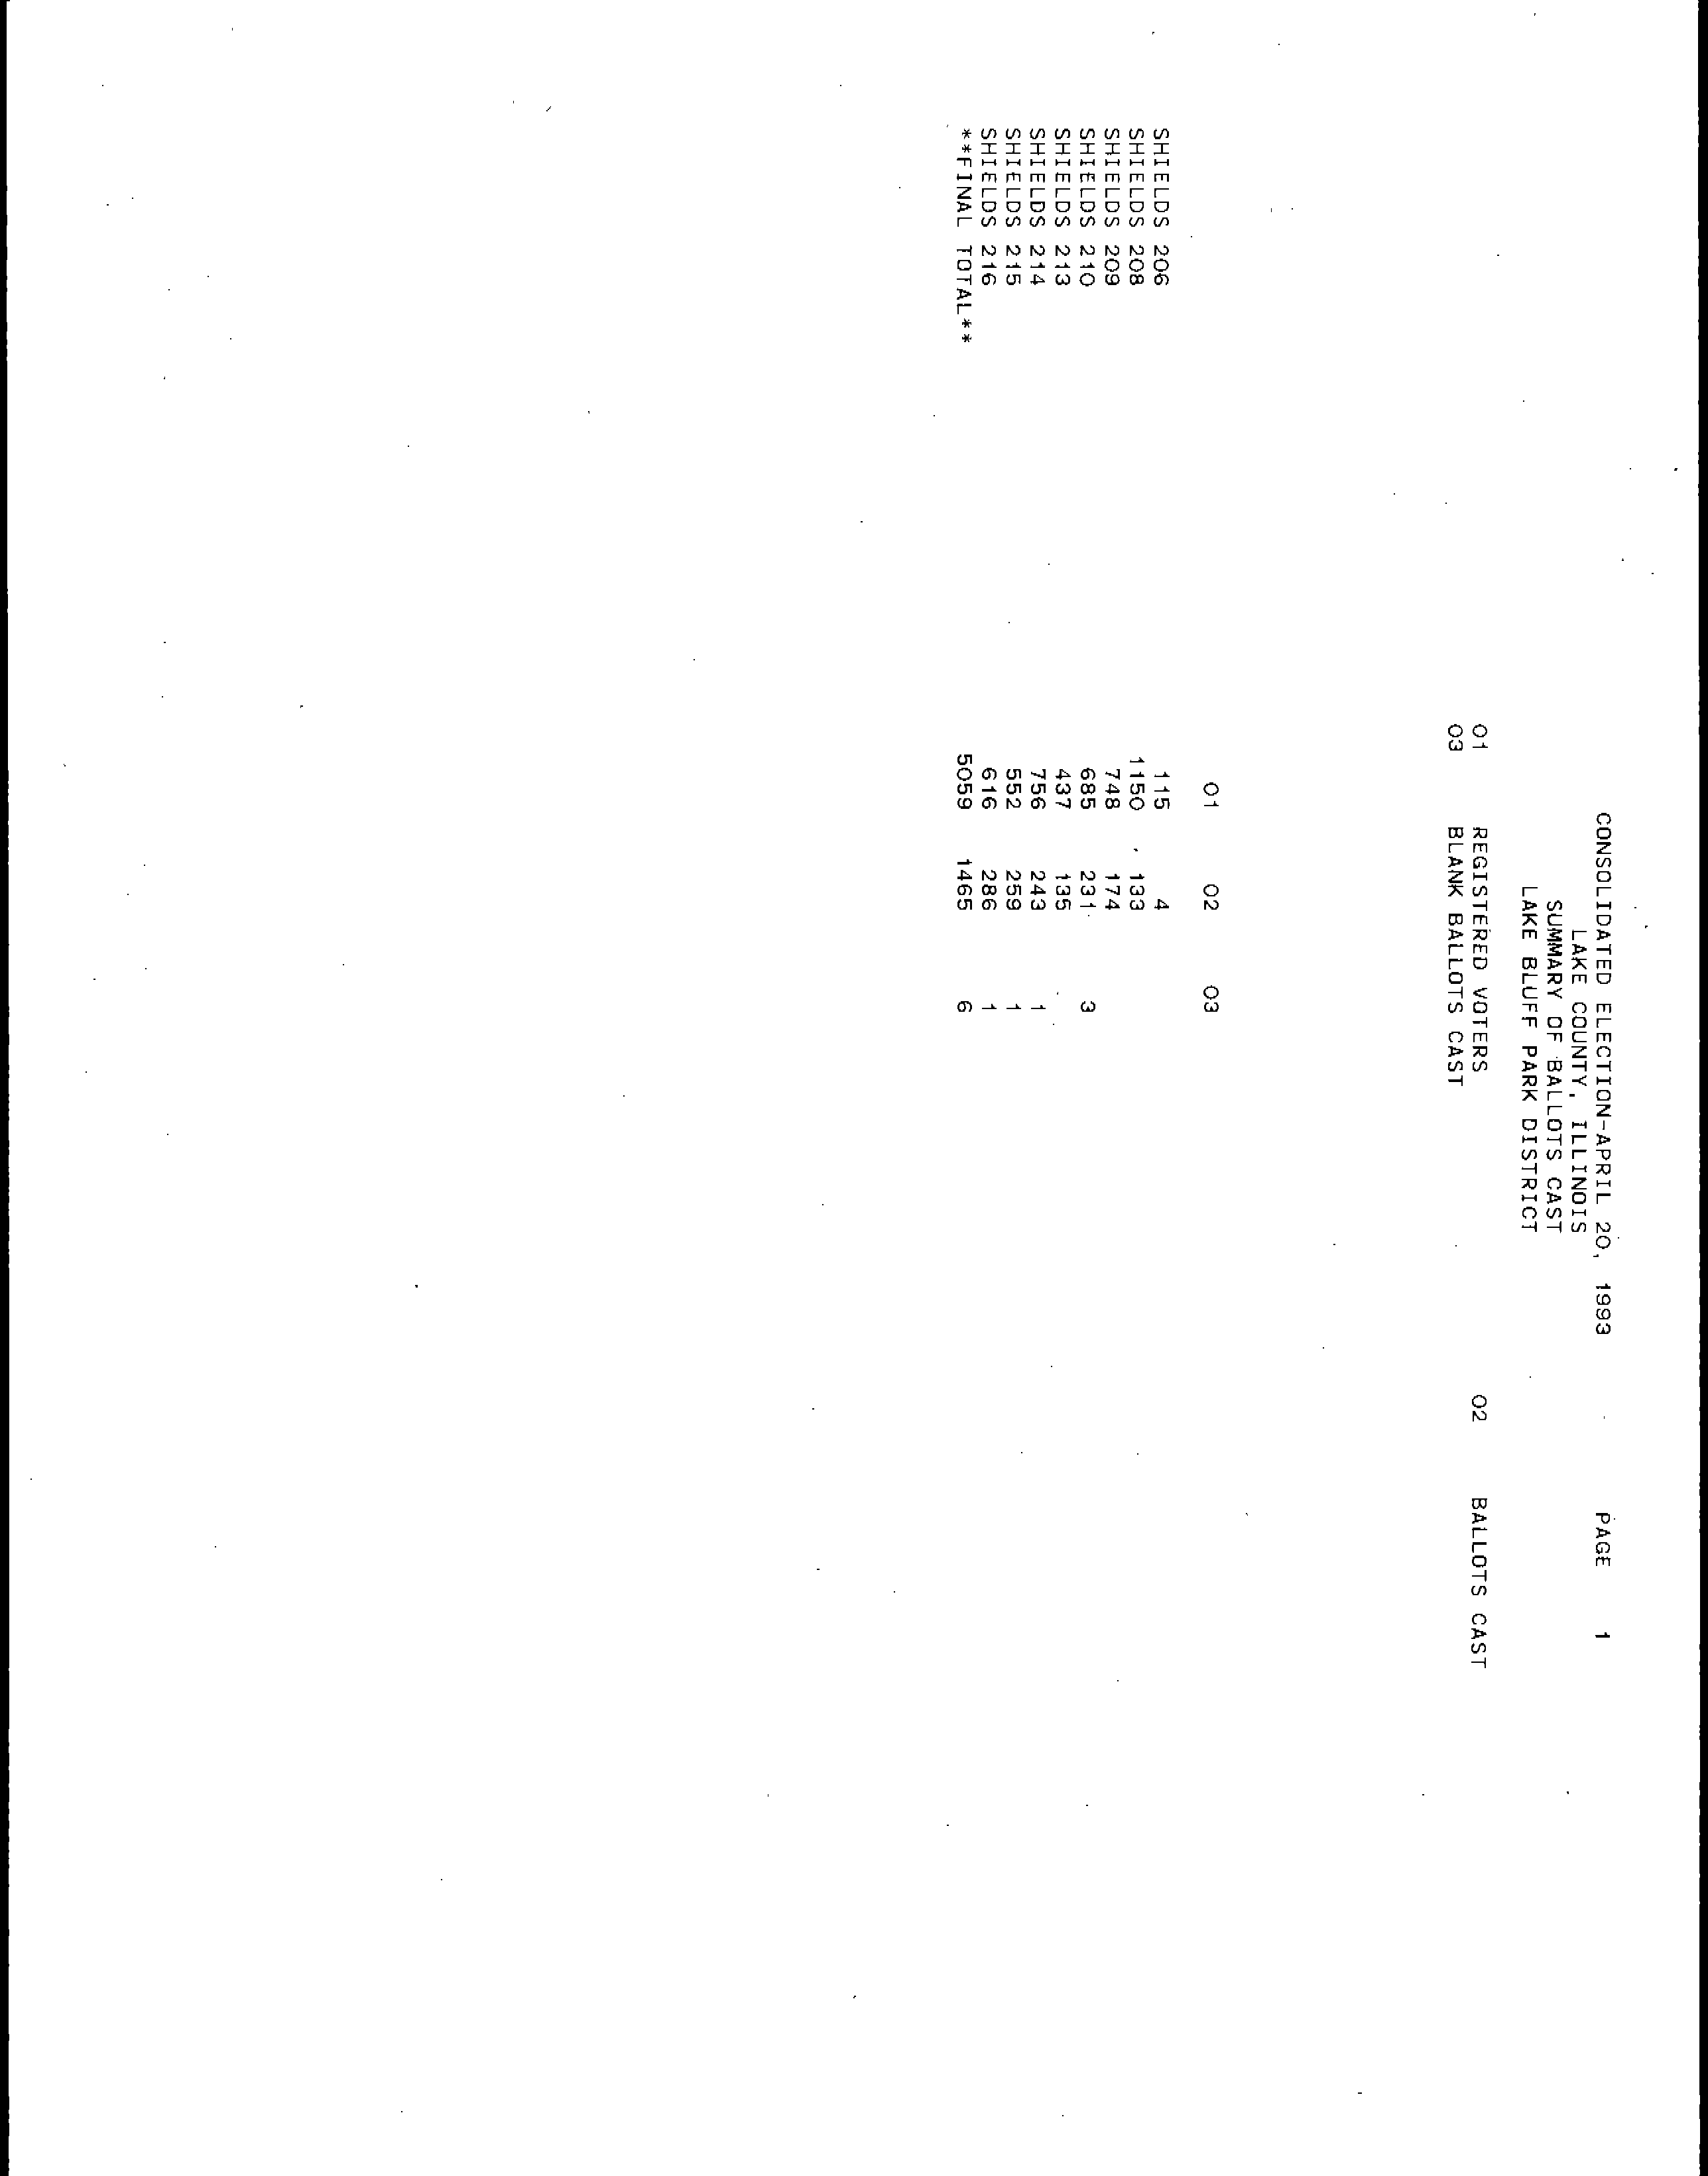 CONSOLIDATED ELECTION-APRIL 20, 1993 PAGE 1
LAKE COUNTY, ILLINOIS
SUMMARY OF BALLOTS CAST
LAKE BLUFF PARK DISTRICT
01 REGISTERED VOTERS 02 BALLOTS CAST
03 BLANK BALLOTS CAST
01 02 03
SHIELDS 206 115 4
SHIELDS 208 1150 133
SHIELDS 209 748 174
SHIELDS 210 685 231 3
SHIELDS 213 437 135
SHIELDS 214 756 243 1
SHIELDS 215 552 259 1
SHIELDS 216 616 286 1
**FINAL TOTAL** 5059 1465 6